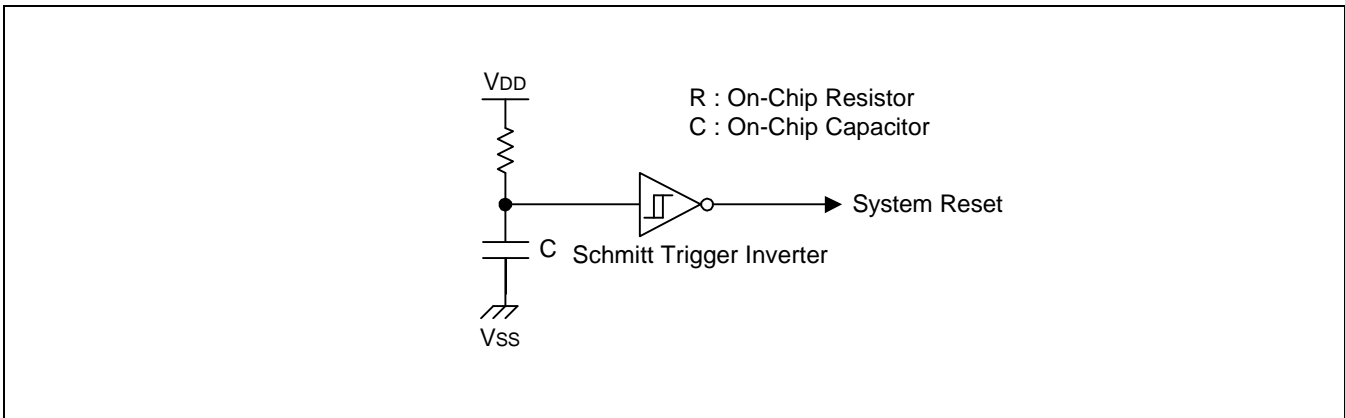 VDD
R : On-Chip Resistor
C : On-Chip Capacitor
System Reset
C
Schmitt Trigger Inverter
Vss